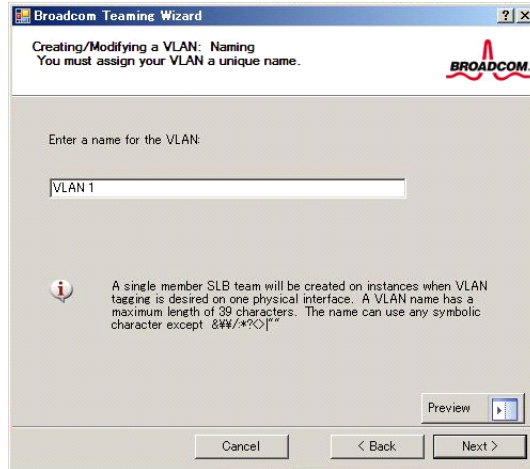 Broadcom Teaming Wizard
Creating/Modifying a VLAN: Naming
You must assign your VLAN a unique name.
BROADCOM.
Enter a name for the VLAN:
VLAN 1
A single member SLB team will be created on instances when VLAN
tagging is desired on one physical interface. A VLAN name has a
maximum length of 39 characters. The name can use any symbolic
character except &¥¥/:*?<>|""
Preview
Cancel
< Back
Next >